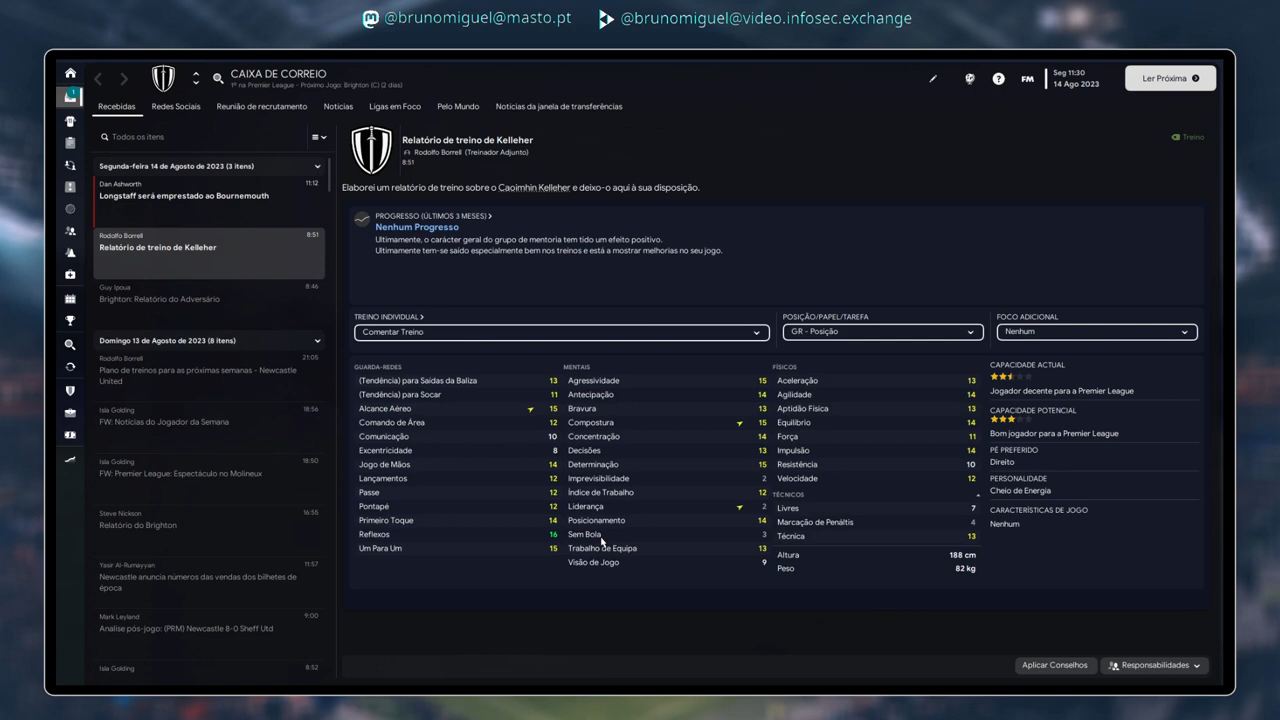 @brunomiguel@masto.pt
@brunomiguel@video.infosec.exchange
CAIXA DE CORREIO
1º na Premier League - Próximo Jogo: Brighton (C) (2 dias)
FM
Seg 11:30
14 Ago 2023
Ler Próxima
Recebidas
Redes Sociais
Reunião de recrutamento
Notícias
Ligas em Foco
Pelo Mundo
Notícias da janela de transferências
Todos os itens
Segunda-feira 14 de Agosto de 2023 (3 itens)
Dan Ashworth 11:12
Longstaff será emprestado ao Bournemouth
Rodolfo Borrell 8:51
Relatório de treino de Kelleher
Guy Ipoua 8:46
Brighton: Relatório do Adversário
Domingo 13 de Agosto de 2023 (8 itens)
Rodolfo Borrell 21:05
Plano de treinos para as próximas semanas - Newcastle
United
Isla Golding 18:56
FW: Notícias do Jogador da Semana
Isla Golding 18:50
FW: Premier League: Espectáculo no Molineux
Steve Nickson 16:55
Relatório do Brighton
Yasir Al-Rumayyan 11:57
Newcastle anuncia números das vendas dos bilhetes de
época
Mark Leyland 9:00
Análise pós-jogo: (PRM) Newcastle 8-0 Sheff Utd
Isla Golding 8:52
Relatório de treino de Kelleher
Rodolfo Borrell (Treinador Adjunto)
8:51
Treino
Elaborei um relatório de treino sobre o Caoimhin Kelleher e deixo-o aqui à sua disposição.
PROGRESSO (ÚLTIMOS 3 MESES)
Nenhum Progresso
Ultimamente, o carácter geral do grupo de mentoria tem tido um efeito positivo.
Ultimamente tem-se saído especialmente bem nos treinos e está a mostrar melhorias no seu jogo.
TREINO INDIVIDUAL
Comentar Treino
POSIÇÃO/PAPEL/TAREFA
GR - Posição
FOCO ADICIONAL
Nenhum
GUARDA-REDES
(Tendência) para Saídas da Baliza 13
(Tendência) para Socar 11
Alcance Aéreo 15
Comando de Área 12
Comunicação 10
Excentricidade 8
Jogo de Mãos 14
Lançamentos 12
Passe 12
Pontapé 12
Primeiro Toque 14
Reflexos 16
Um Para Um 15
MENTAIS
Agressividade 15
Antecipação 14
Bravura 13
Compostura 15
Concentração 14
Decisões 13
Determinação 15
Imprevisibilidade 2
Índice de Trabalho 12
Liderança 2
Posicionamento 14
Sem Bola 3
Trabalho de Equipa 13
Visão de Jogo 9
FÍSICOS
Aceleração 13
Agilidade 14
Aptidão Física 13
Equilíbrio 14
Força 11
Impulsão 14
Resistência 10
Velocidade 12
TÉCNICOS
Livres 7
Marcação de Penáltis 4
Técnica 13
Altura 188 cm
Peso 82 kg
CAPACIDADE ACTUAL
Jogador decente para a Premier League
CAPACIDADE POTENCIAL
Bom jogador para a Premier League
PÉ PREFERIDO
Direito
PERSONALIDADE
Cheio de Energia
CARACTERÍSTICAS DE JOGO
Nenhum
Aplicar Conselhos
Responsabilidades